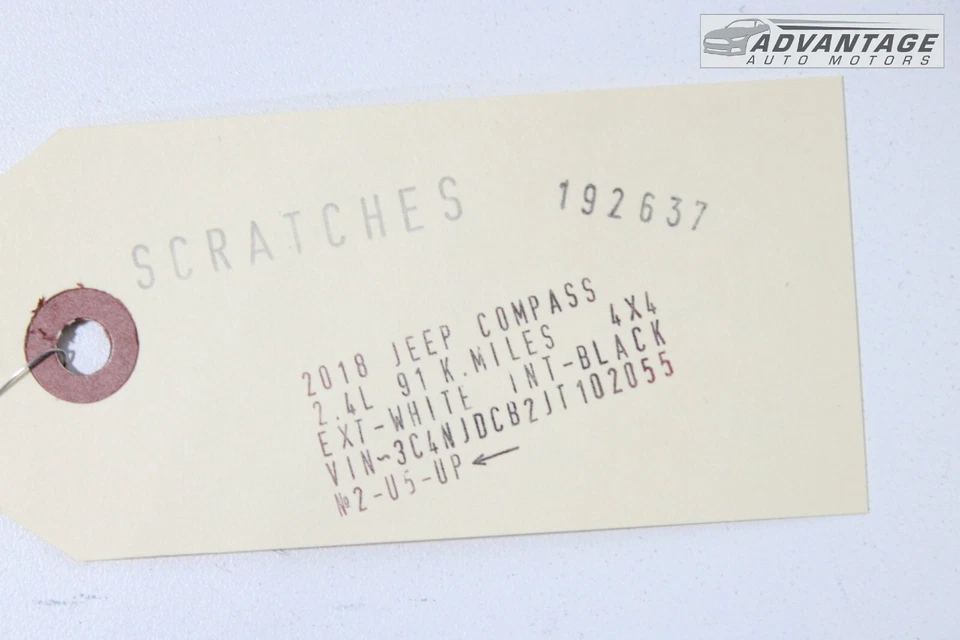 ADVANTAGE
AUTO MOTORS
SCRATCHES
192637
2018 JEEP COMPASS
2.4L 91 K.MILES 4X4
EXT-WHITE INT-BLACK
VIN~3C4NJDCB2JT102055
№2-U5-UP ←